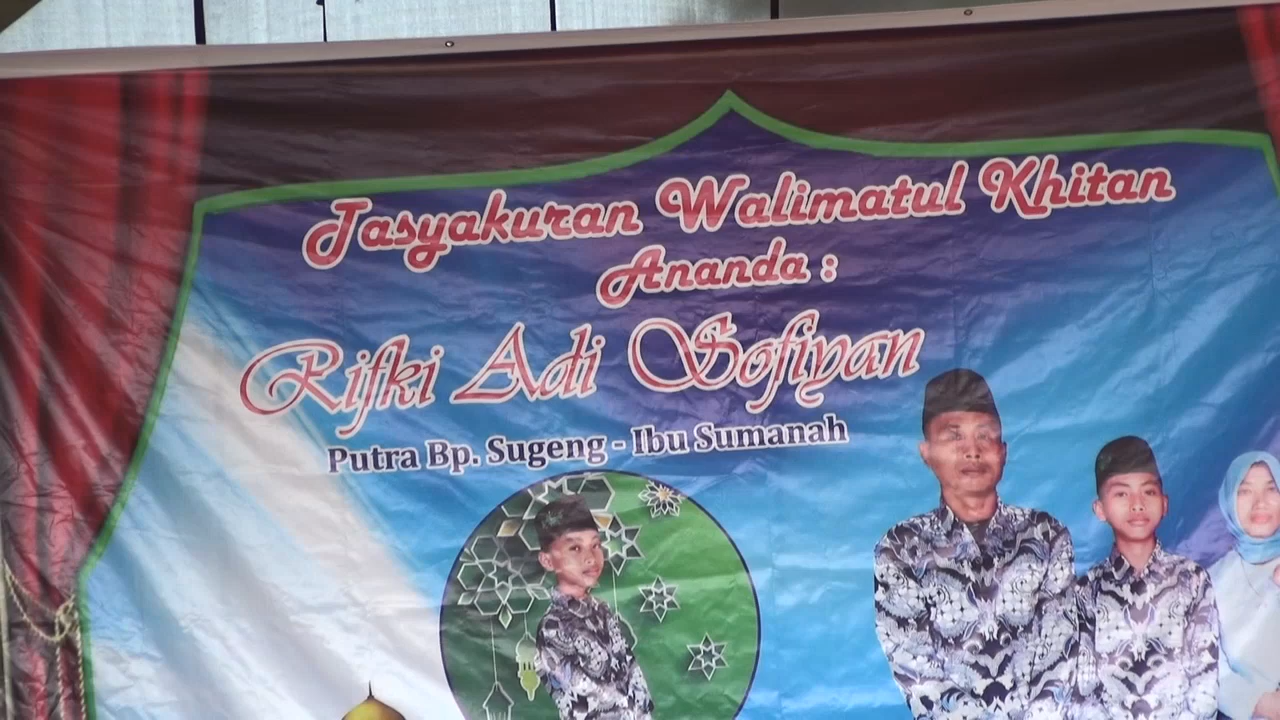 Tasyakuran Walimatul Khitan
Ananda :
Rifki Adi Sofiyan
Putra Bp. Sugeng - Ibu Sumanah